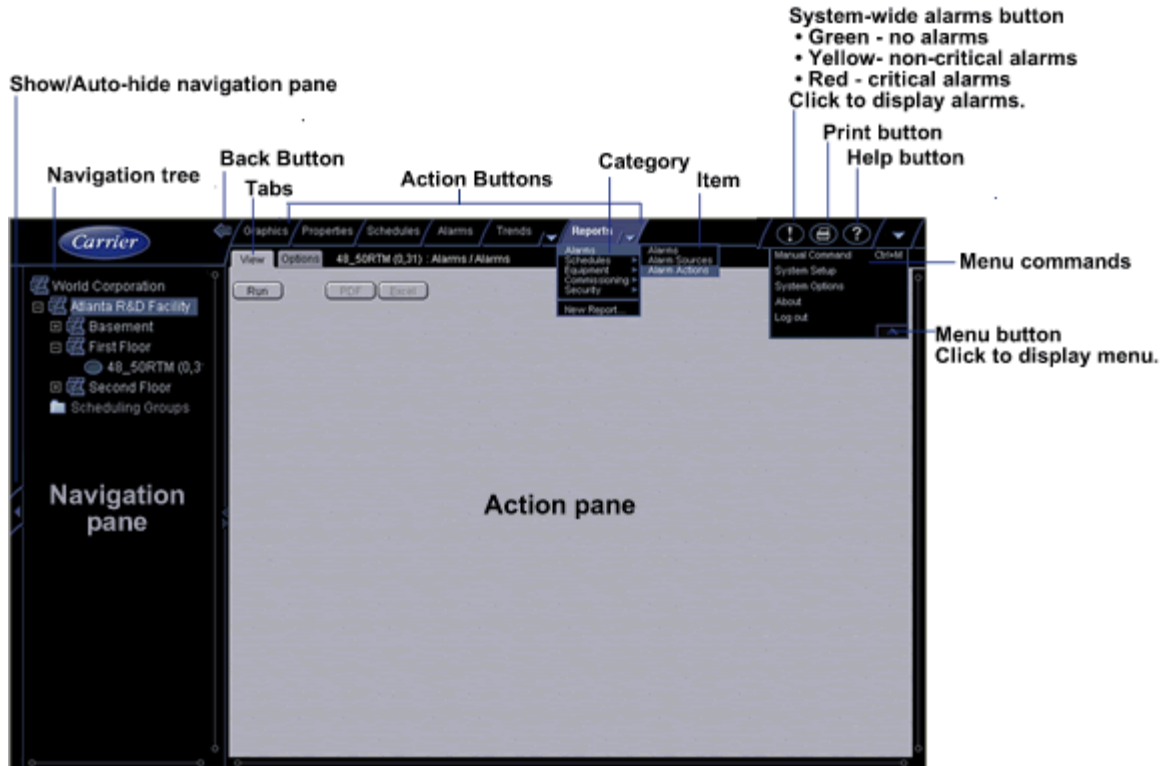 System-wide alarms button
• Green - no alarms
• Yellow- non-critical alarms
• Red - critical alarms
Click to display alarms.
Show/Auto-hide navigation pane
Print button
Back Button
Category
Help button
Navigation tree
Tabs
Action Buttons
Item
Carrier
Graphics
Properties
Schedules
Alarms
Trends
Reports
!
?
View
Options
48_50RTM (0,31) : Alarms / Alarms
Alarms
Schedules
Equipment
Commissioning
Security
New Report...
Alarms
Alarm Sources
Alarm Actions
Manual Command Ctrl+M
System Setup
System Options
About
Log out
Menu commands
Menu button
Click to display menu.
World Corporation
Atlanta R&D Facility
Basement
First Floor
48_50RTM (0,3
Second Floor
Scheduling Groups
Run
PDF
Excel
Navigation
pane
Action pane